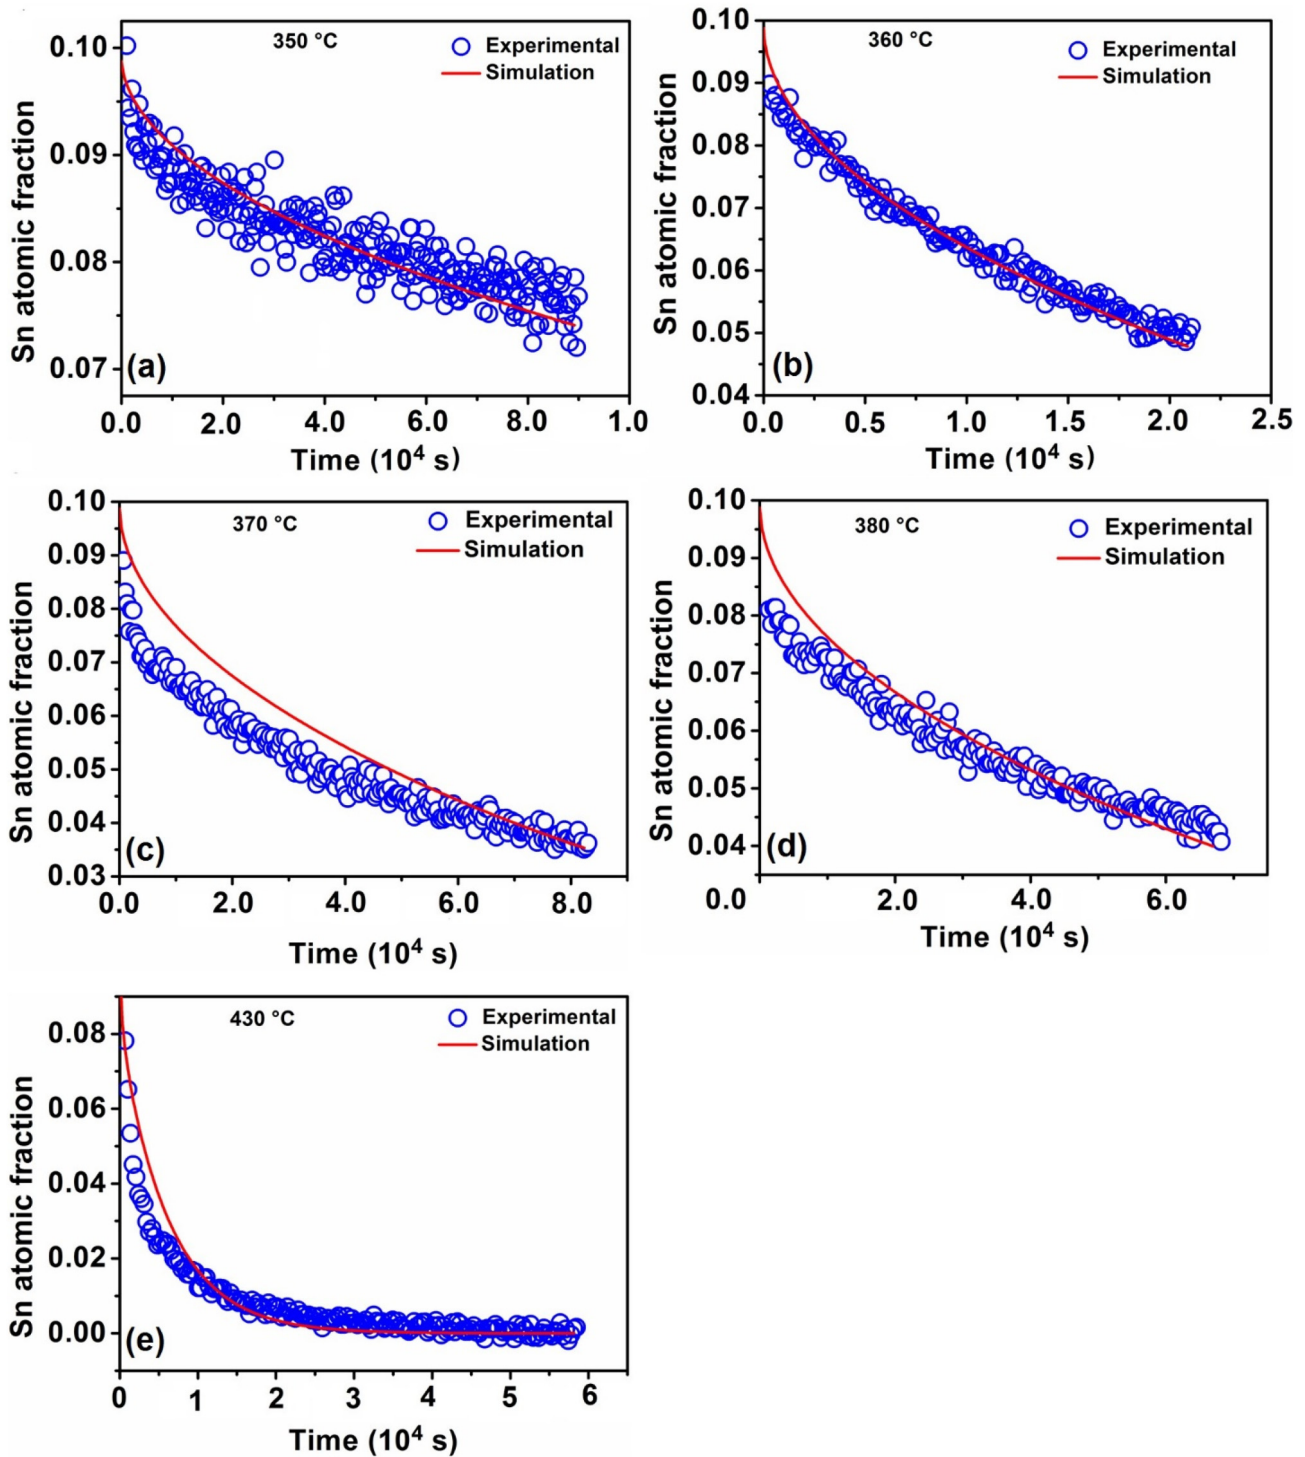 350 °C
Experimental
Simulation
0.10
0.09
0.08
0.07
Sn atomic fraction
(a)
0.0 2.0 4.0 6.0 8.0 1.0
Time (10⁴ s)
360 °C
Experimental
Simulation
0.10
0.09
0.08
0.07
0.06
0.05
0.04
Sn atomic fraction
(b)
0.0 0.5 1.0 1.5 2.0 2.5
Time (10⁴ s)
370 °C
Experimental
Simulation
0.10
0.09
0.08
0.07
0.06
0.05
0.04
0.03
Sn atomic fraction
(c)
0.0 2.0 4.0 6.0 8.0
Time (10⁴ s)
380 °C
Experimental
Simulation
0.10
0.09
0.08
0.07
0.06
0.05
0.04
Sn atomic fraction
(d)
0.0 2.0 4.0 6.0
Time (10⁴ s)
430 °C
Experimental
Simulation
0.08
0.06
0.04
0.02
0.00
Sn atomic fraction
(e)
0 1 2 3 4 5 6
Time (10⁴ s)